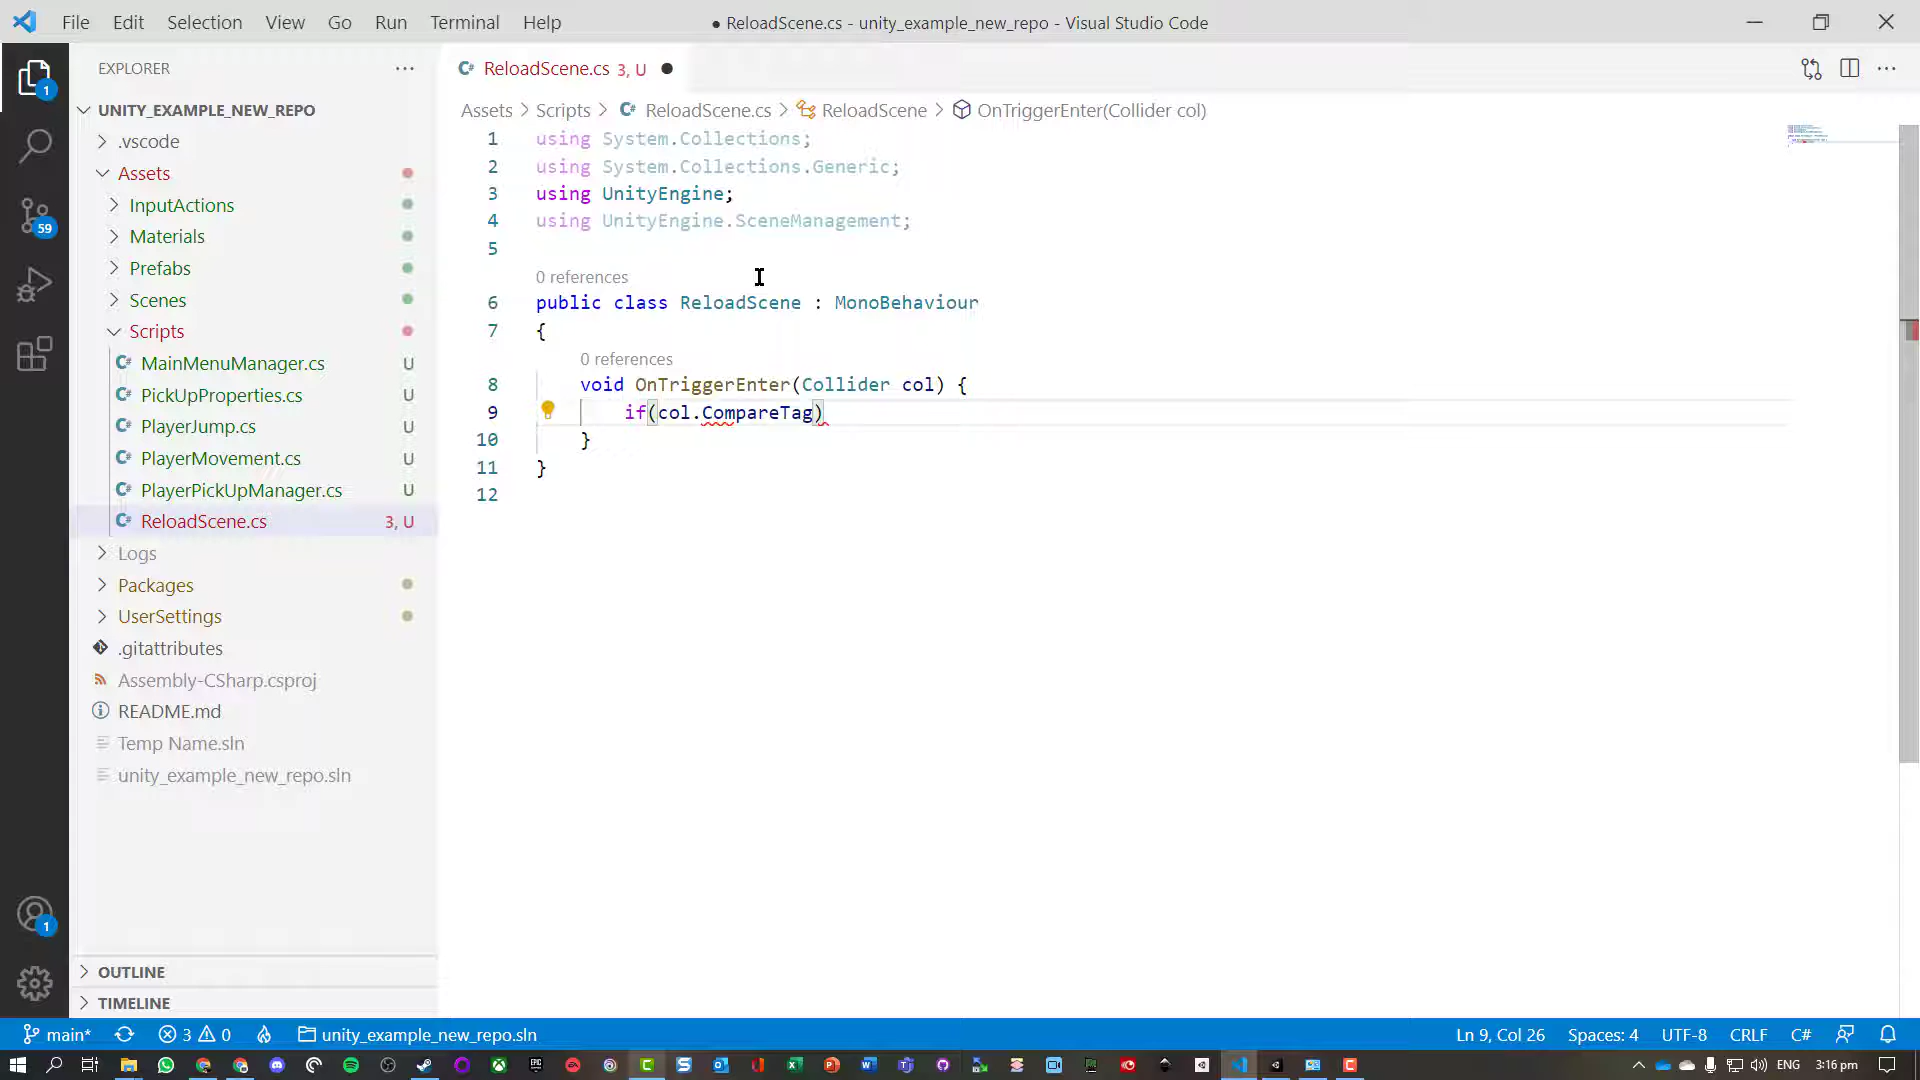 File Edit Selection View Go Run Terminal Help
● ReloadScene.cs - unity_example_new_repo - Visual Studio Code
EXPLORER
UNITY_EXAMPLE_NEW_REPO
.vscode
Assets
InputActions
Materials
Prefabs
Scenes
Scripts
MainMenuManager.cs U
PickUpProperties.cs U
PlayerJump.cs U
PlayerMovement.cs U
PlayerPickUpManager.cs U
ReloadScene.cs 3, U
Logs
Packages
UserSettings
.gitattributes
Assembly-CSharp.csproj
README.md
Temp Name.sln
unity_example_new_repo.sln
OUTLINE
TIMELINE
1
59
1
ReloadScene.cs 3, U
Assets > Scripts > ReloadScene.cs > ReloadScene > OnTriggerEnter(Collider col)
1 using System.Collections;
2 using System.Collections.Generic;
3 using UnityEngine;
4 using UnityEngine.SceneManagement;
5
0 references
6 public class ReloadScene : MonoBehaviour
7 {
0 references
8 void OnTriggerEnter(Collider col) {
9 if(col.CompareTag)
10 }
11 }
12
main* 3 0 unity_example_new_repo.sln
Ln 9, Col 26 Spaces: 4 UTF-8 CRLF C#
ENG 3:16 pm